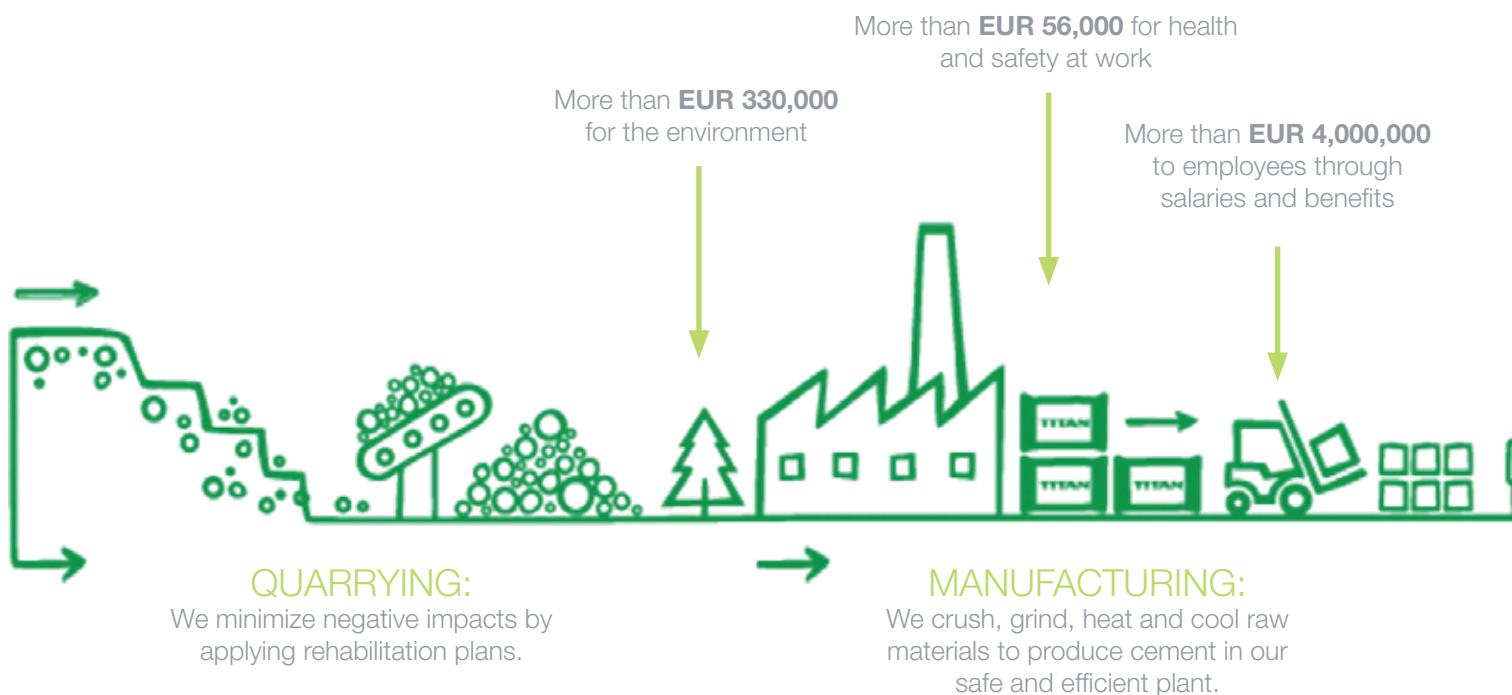 More than EUR 56,000 for health
and safety at work
More than EUR 330,000
for the environment
More than EUR 4,000,000
to employees through
salaries and benefits
TITAN
TITAN
TITAN
QUARRYING:
We minimize negative impacts by
applying rehabilitation plans.
MANUFACTURING:
We crush, grind, heat and cool raw
materials to produce cement in our
safe and efficient plant.